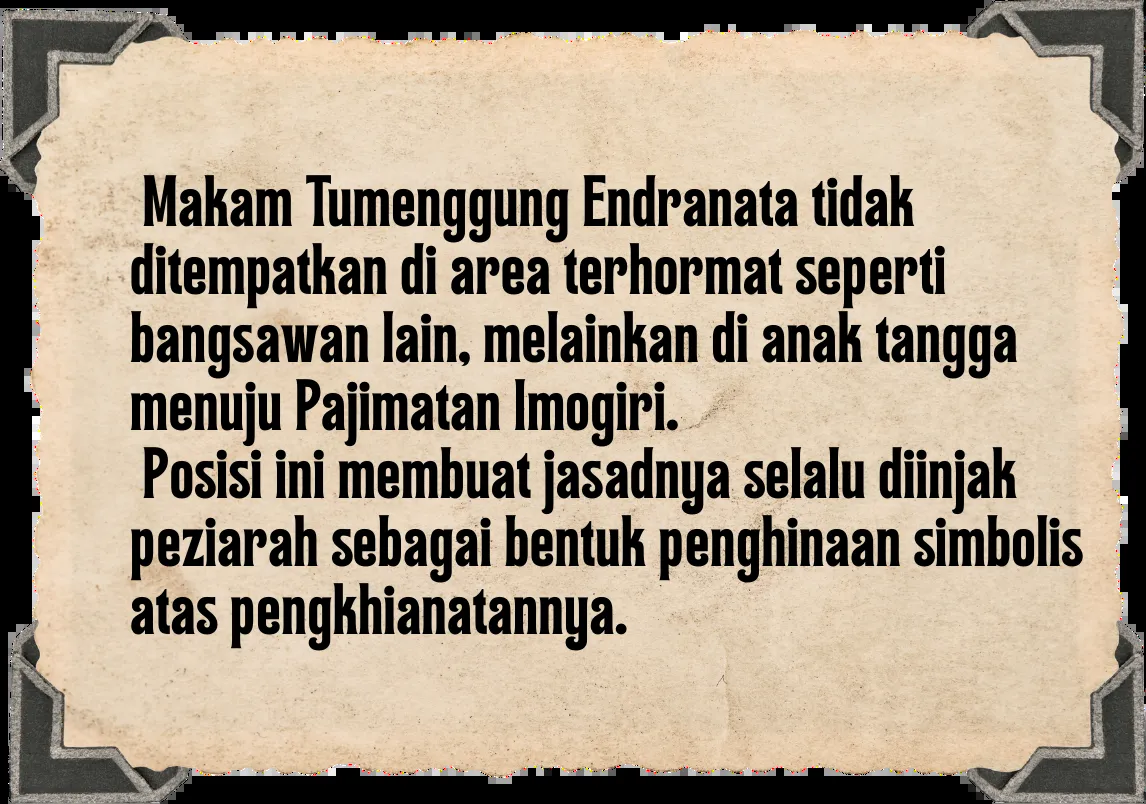 Makam Tumenggung Endranata tidak
ditempatkan di area terhormat seperti
bangsawan lain, melainkan di anak tangga
menuju Pajimatan Imogiri.
Posisi ini membuat jasadnya selalu diinjak
peziarah sebagai bentuk penghinaan simbolis
atas pengkhianatannya.